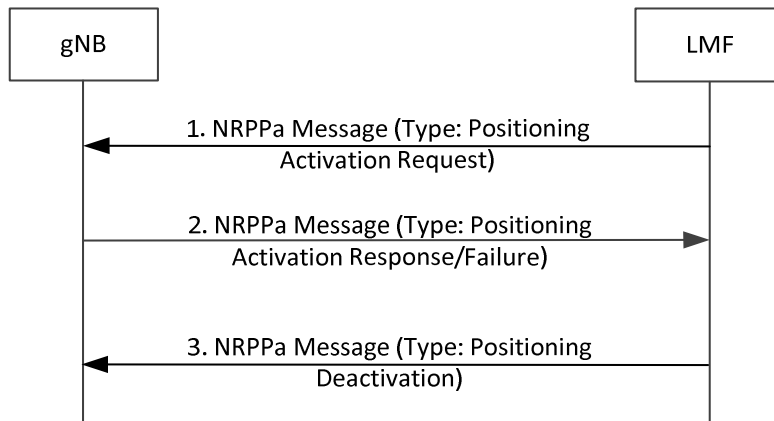 gNB
LMF
1. NRPPa Message (Type: Positioning
Activation Request)
2. NRPPa Message (Type: Positioning
Activation Response/Failure)
3. NRPPa Message (Type: Positioning
Deactivation)